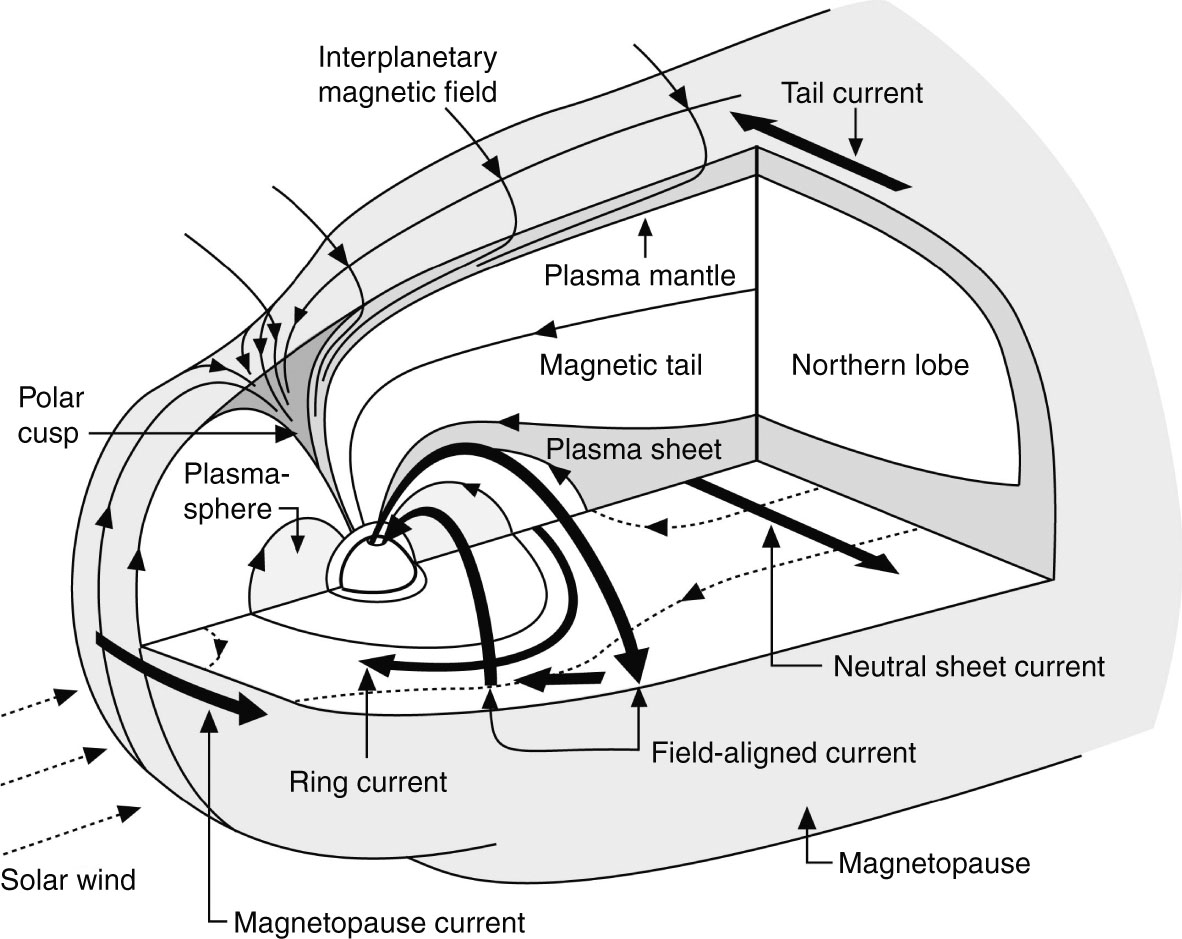 Interplanetary
magnetic field
Tail current
Plasma mantle
Magnetic tail
Northern lobe
Polar
cusp
Plasma sheet
Plasma-
sphere
Neutral sheet current
Field-aligned current
Ring current
Magnetopause
Solar wind
Magnetopause current